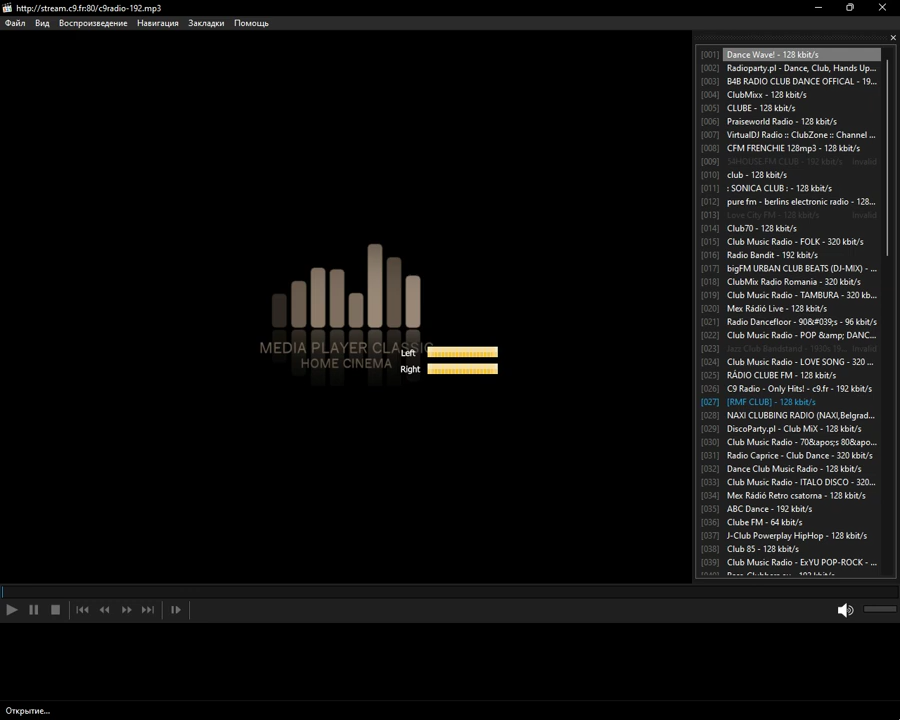 http://stream.c9.fr:80/c9radio-192.mp3
Файл Вид Воспроизведение Навигация Закладки Помощь
[001] Dance Wave! - 128 kbit/s
[002] Radioparty.pl - Dance, Club, Hands Up...
[003] B4B RADIO CLUB DANCE OFFICAL - 19...
[004] ClubMixx - 128 kbit/s
[005] CLUBE - 128 kbit/s
[006] Praiseworld Radio - 128 kbit/s
[007] VirtualDJ Radio :: ClubZone :: Channel ...
[008] CFM FRENCHIE 128mp3 - 128 kbit/s
[009] 54HOUSE.FM CLUB - 192 kbit/s Invalid
[010] club - 128 kbit/s
[011] : SONICA CLUB : - 128 kbit/s
[012] pure fm - berlins electronic radio - 128...
[013] Love City FM - 128 kbit/s Invalid
[014] Club70 - 128 kbit/s
[015] Club Music Radio - FOLK - 320 kbit/s
[016] Radio Bandit - 192 kbit/s
[017] bigFM URBAN CLUB BEATS (DJ-MIX) - ...
[018] ClubMix Radio Romania - 320 kbit/s
[019] Club Music Radio - TAMBURA - 320 kb...
[020] Mex Rádió Live - 128 kbit/s
[021] Radio Dancefloor - 90&#039;s - 96 kbit/s
[022] Club Music Radio - POP &amp; DANC...
[023] Jazz Club Bandstand - 1930s 19... Invalid
[024] Club Music Radio - LOVE SONG - 320 ...
[025] RÁDIO CLUBE FM - 128 kbit/s
[026] C9 Radio - Only Hits! - c9.fr - 192 kbit/s
[027] [RMF CLUB] - 128 kbit/s
[028] NAXI CLUBBING RADIO (NAXI,Belgrad...
[029] DiscoParty.pl - Club MiX - 128 kbit/s
[030] Club Music Radio - 70&apos;s 80&apo...
[031] Radio Caprice - Club Dance - 320 kbit/s
[032] Dance Club Music Radio - 128 kbit/s
[033] Club Music Radio - ITALO DISCO - 320...
[034] Mex Rádió Retro csatorna - 128 kbit/s
[035] ABC Dance - 192 kbit/s
[036] Clube FM - 64 kbit/s
[037] J-Club Powerplay HipHop - 128 kbit/s
[038] Club 85 - 128 kbit/s
[039] Club Music Radio - ExYU POP-ROCK - ...
MEDIA PLAYER CLASSIC
HOME CINEMA
Left
Right
Открытие...